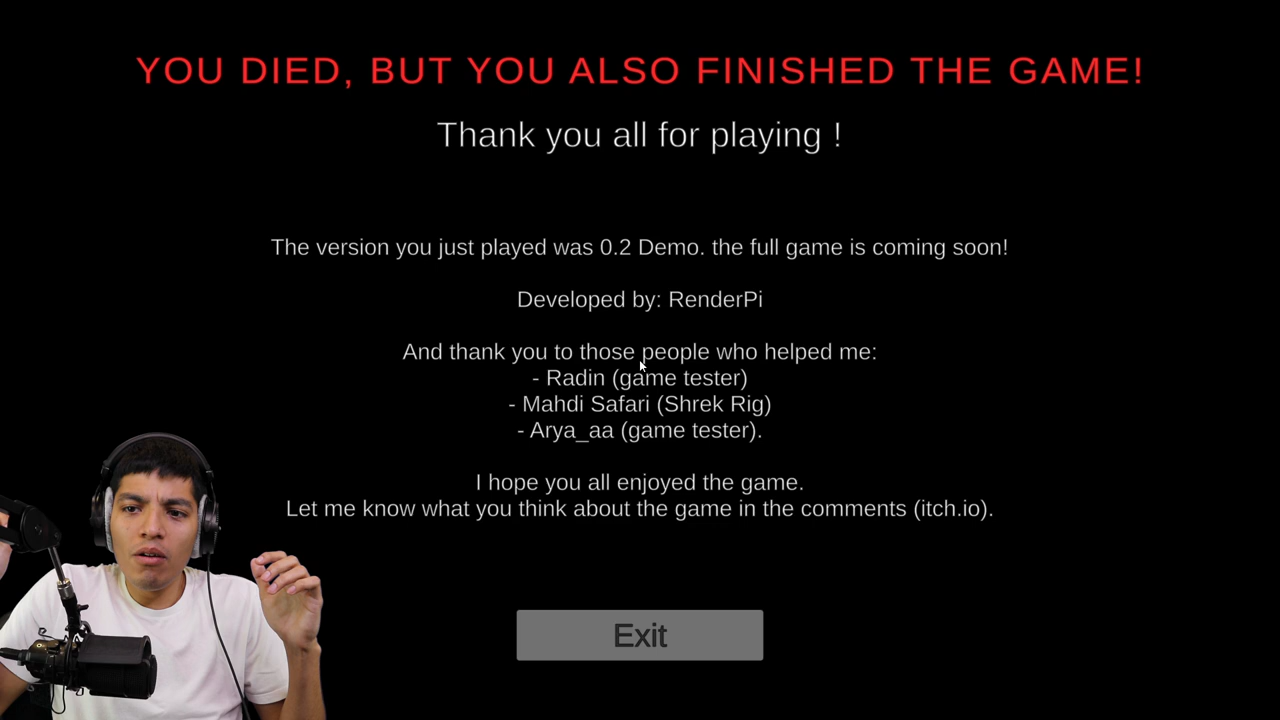 YOU DIED, BUT YOU ALSO FINISHED THE GAME!
Thank you all for playing !
The version you just played was 0.2 Demo. the full game is coming soon!
Developed by: RenderPi
And thank you to those people who helped me:
- Radin (game tester)
- Mahdi Safari (Shrek Rig)
- Arya_aa (game tester).
I hope you all enjoyed the game.
Let me know what you think about the game in the comments (itch.io).
Exit